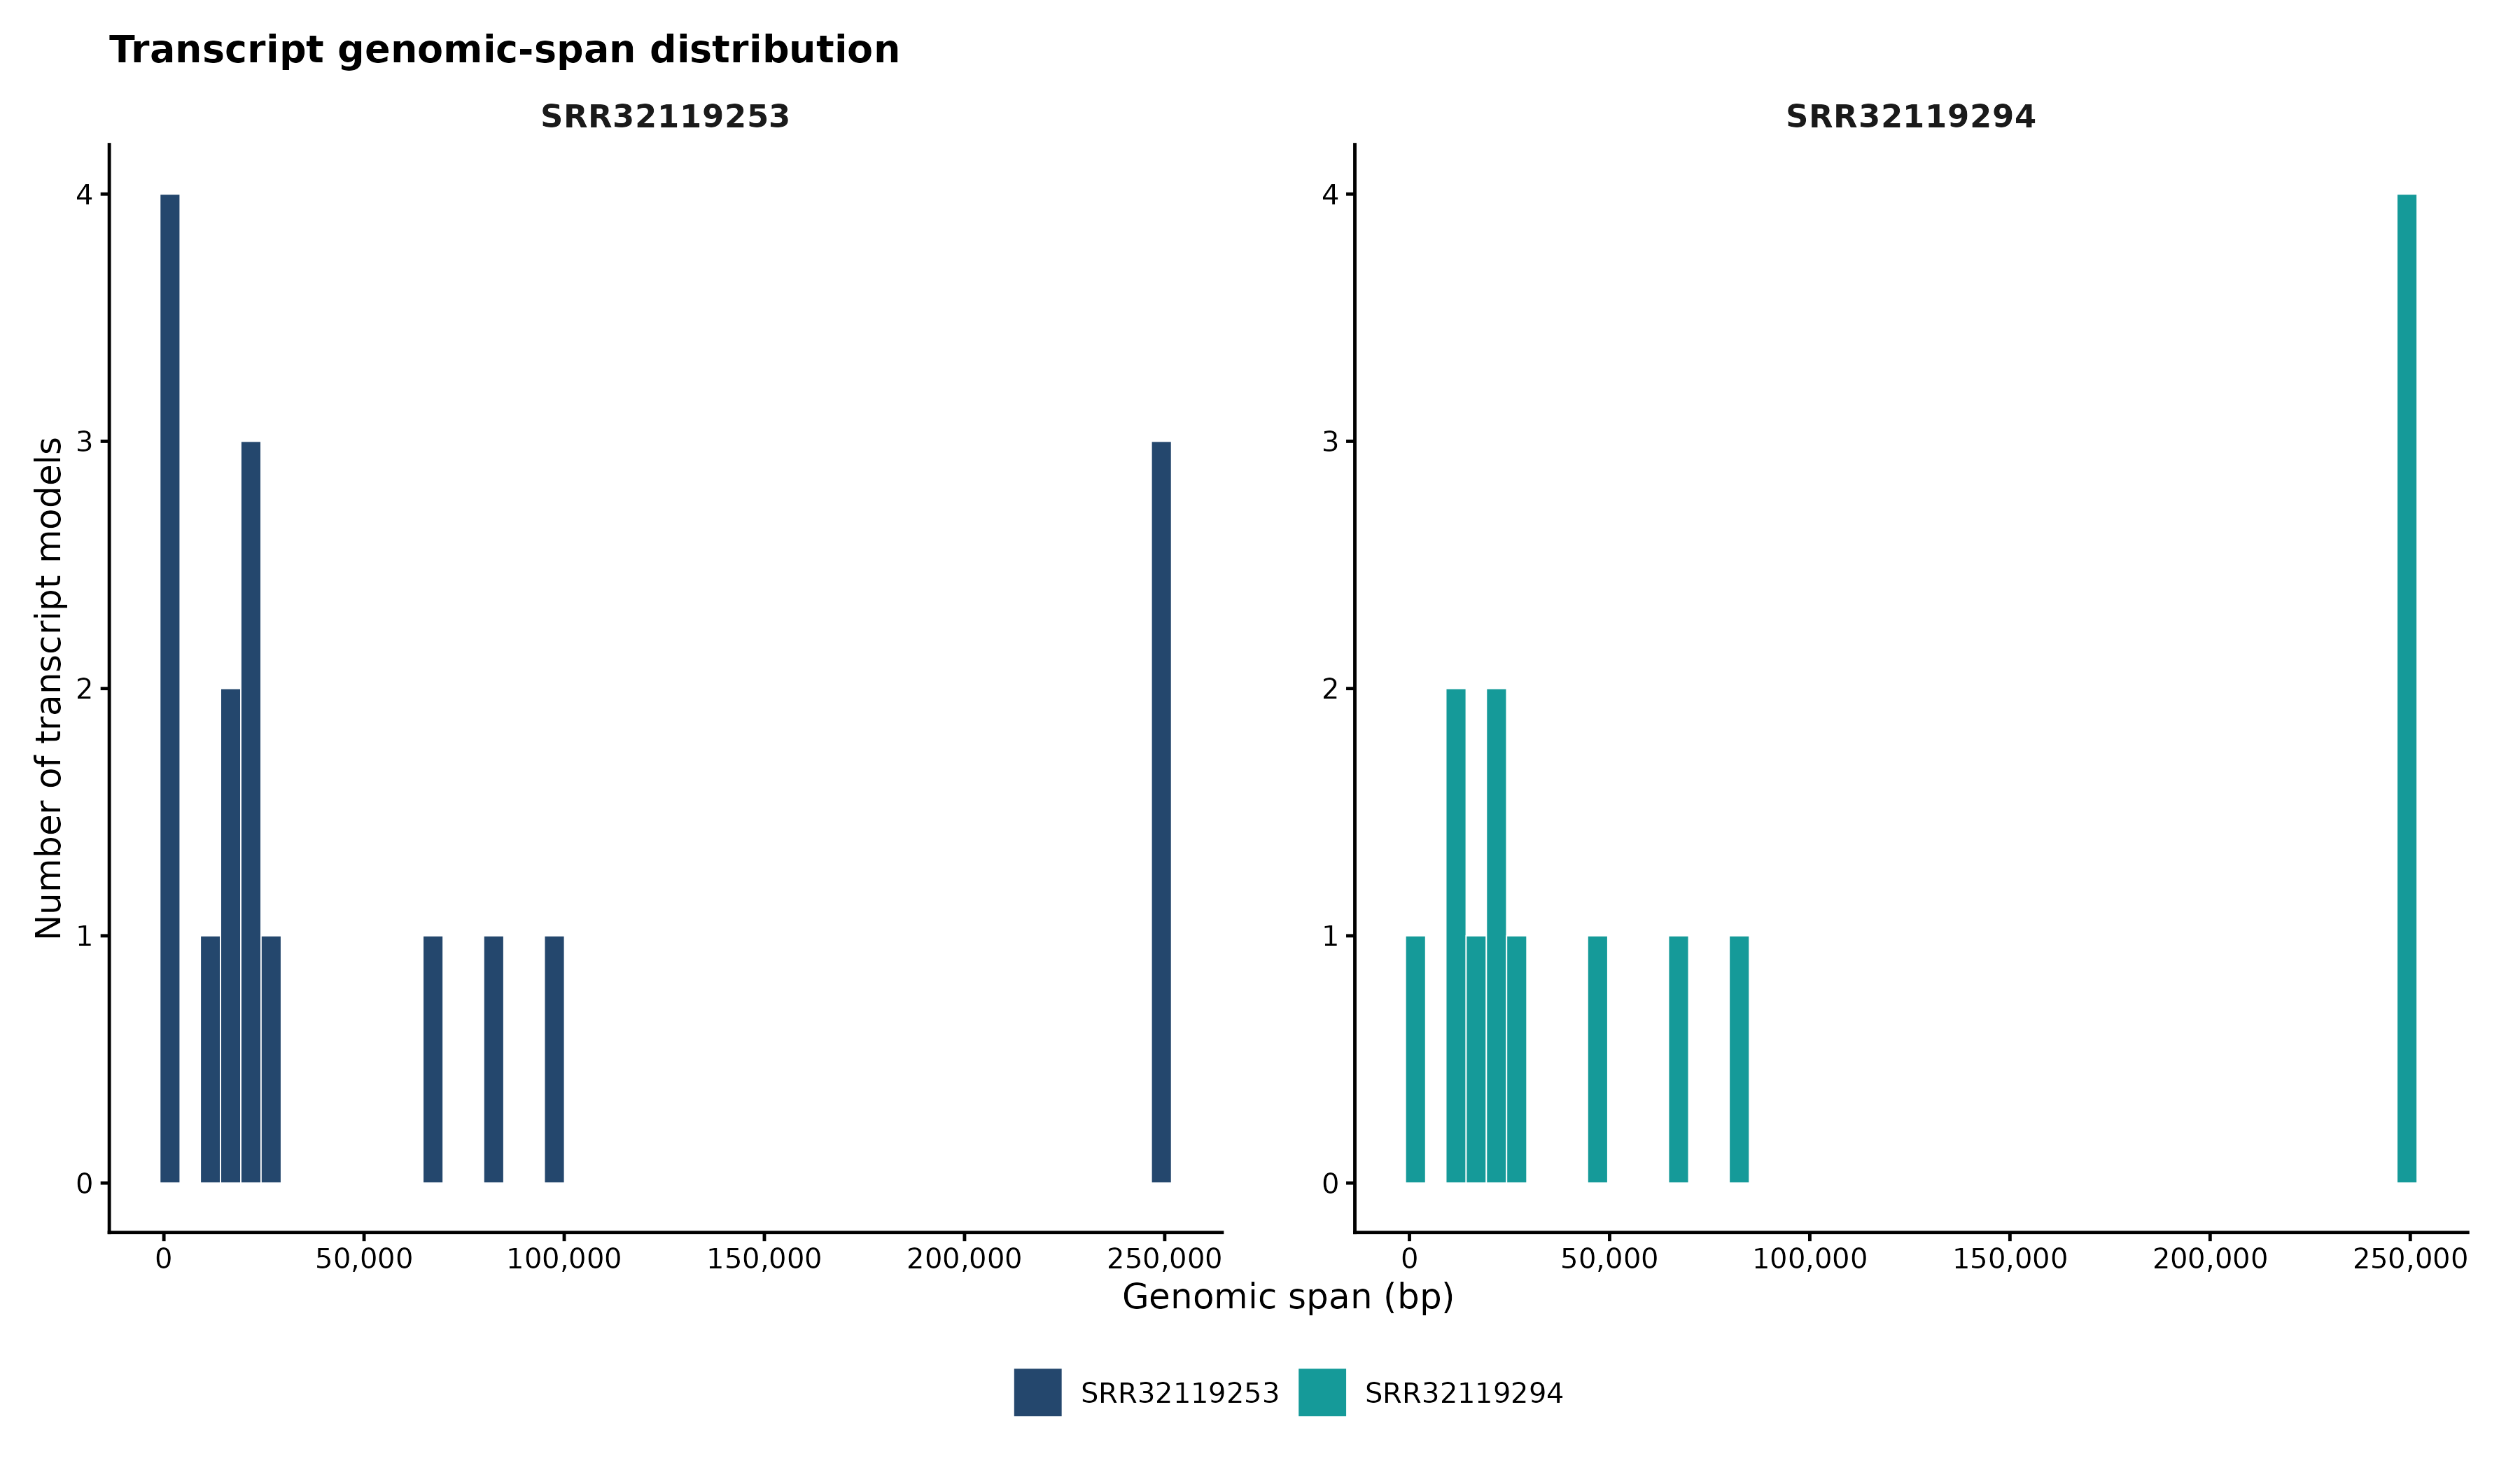 Transcript genomic-span distribution
SRR32119253
SRR32119294
Number of transcript models
4
3
2
1
0
4
3
2
1
0
0 50,000 100,000 150,000 200,000 250,000
0 50,000 100,000 150,000 200,000 250,000
Genomic span (bp)
SRR32119253 SRR32119294